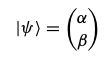 |ψ⟩ = (α
β)